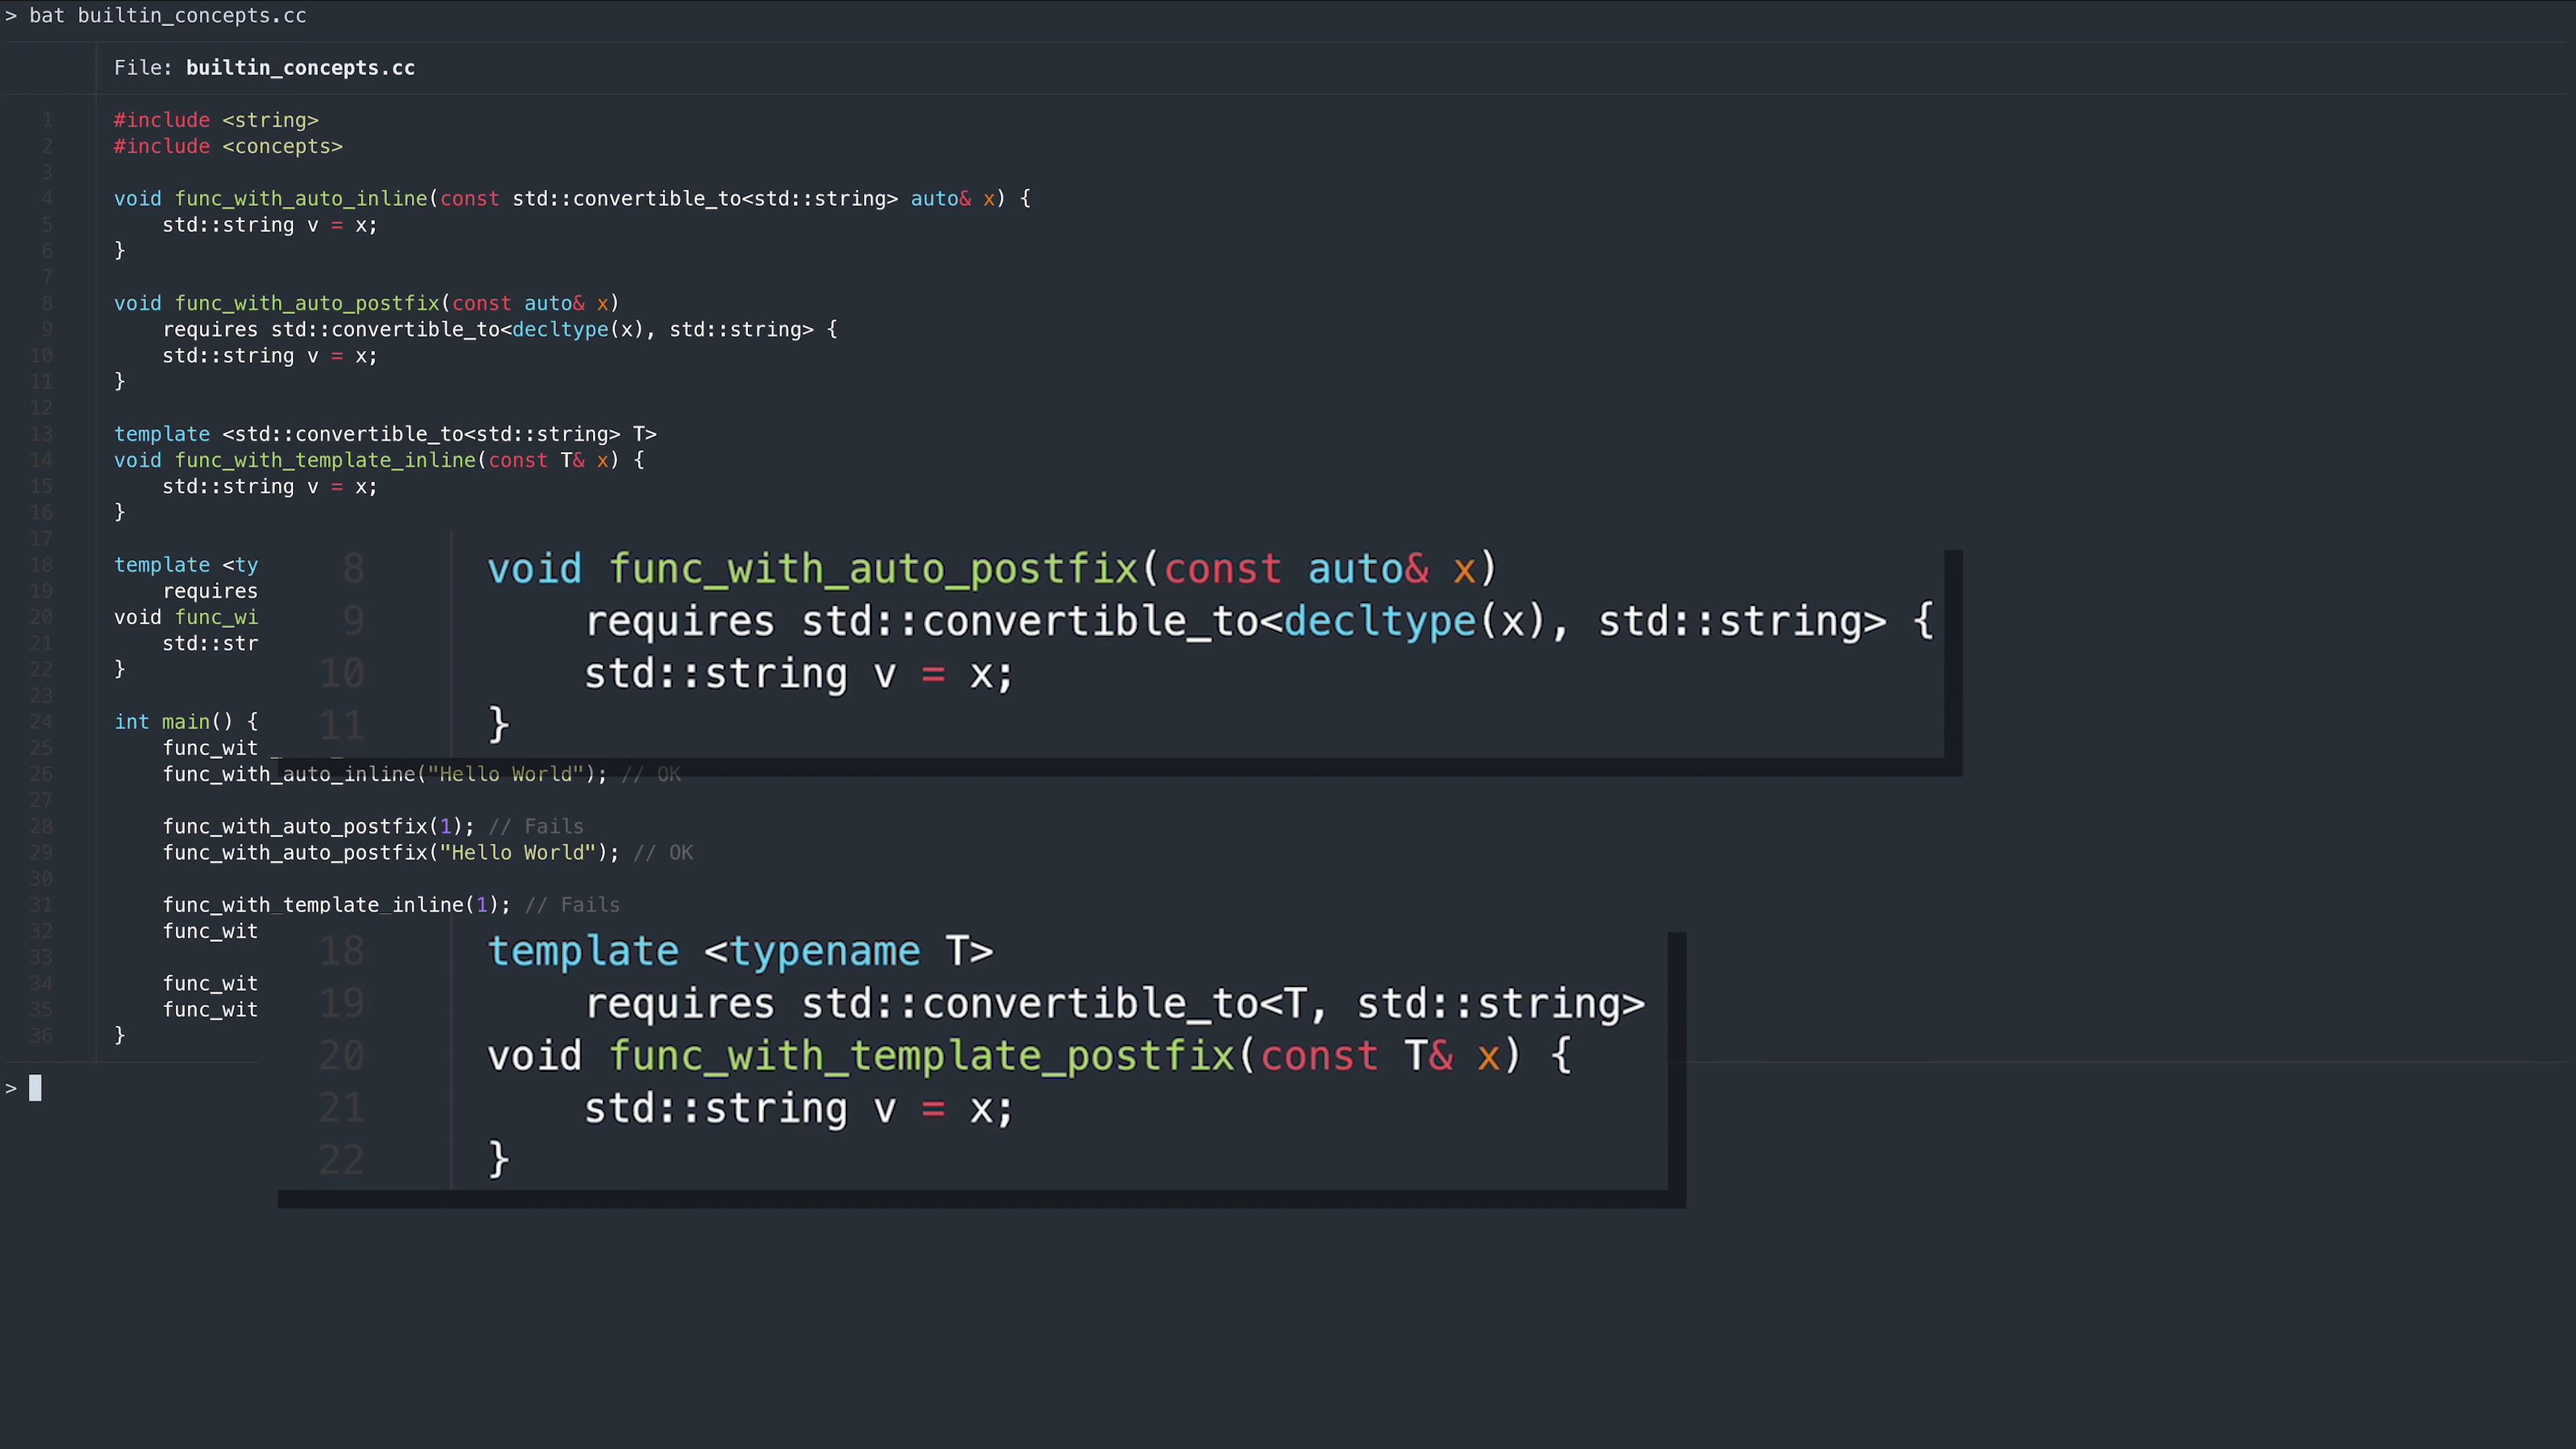 > bat builtin_concepts.cc
File: builtin_concepts.cc
1 #include <string>
2 #include <concepts>
3
4 void func_with_auto_inline(const std::convertible_to<std::string> auto& x) {
5 std::string v = x;
6 }
7
8 void func_with_auto_postfix(const auto& x)
9 requires std::convertible_to<decltype(x), std::string> {
10 std::string v = x;
11 }
12
13 template <std::convertible_to<std::string> T>
14 void func_with_template_inline(const T& x) {
15 std::string v = x;
16 }
17
18 template <ty
19 requires
20 void func_wi
21 std::str
22 }
23
24 int main() {
25 func_wit
26 func_with_auto_inline("Hello World"); // OK
27
28 func_with_auto_postfix(1); // Fails
29 func_with_auto_postfix("Hello World"); // OK
30
31 func_with_template_inline(1); // Fails
32 func_wit
33
34 func_wit
35 func_wit
36 }
>
8 void func_with_auto_postfix(const auto& x)
9 requires std::convertible_to<decltype(x), std::string> {
10 std::string v = x;
11 }
18 template <typename T>
19 requires std::convertible_to<T, std::string>
20 void func_with_template_postfix(const T& x) {
21 std::string v = x;
22 }